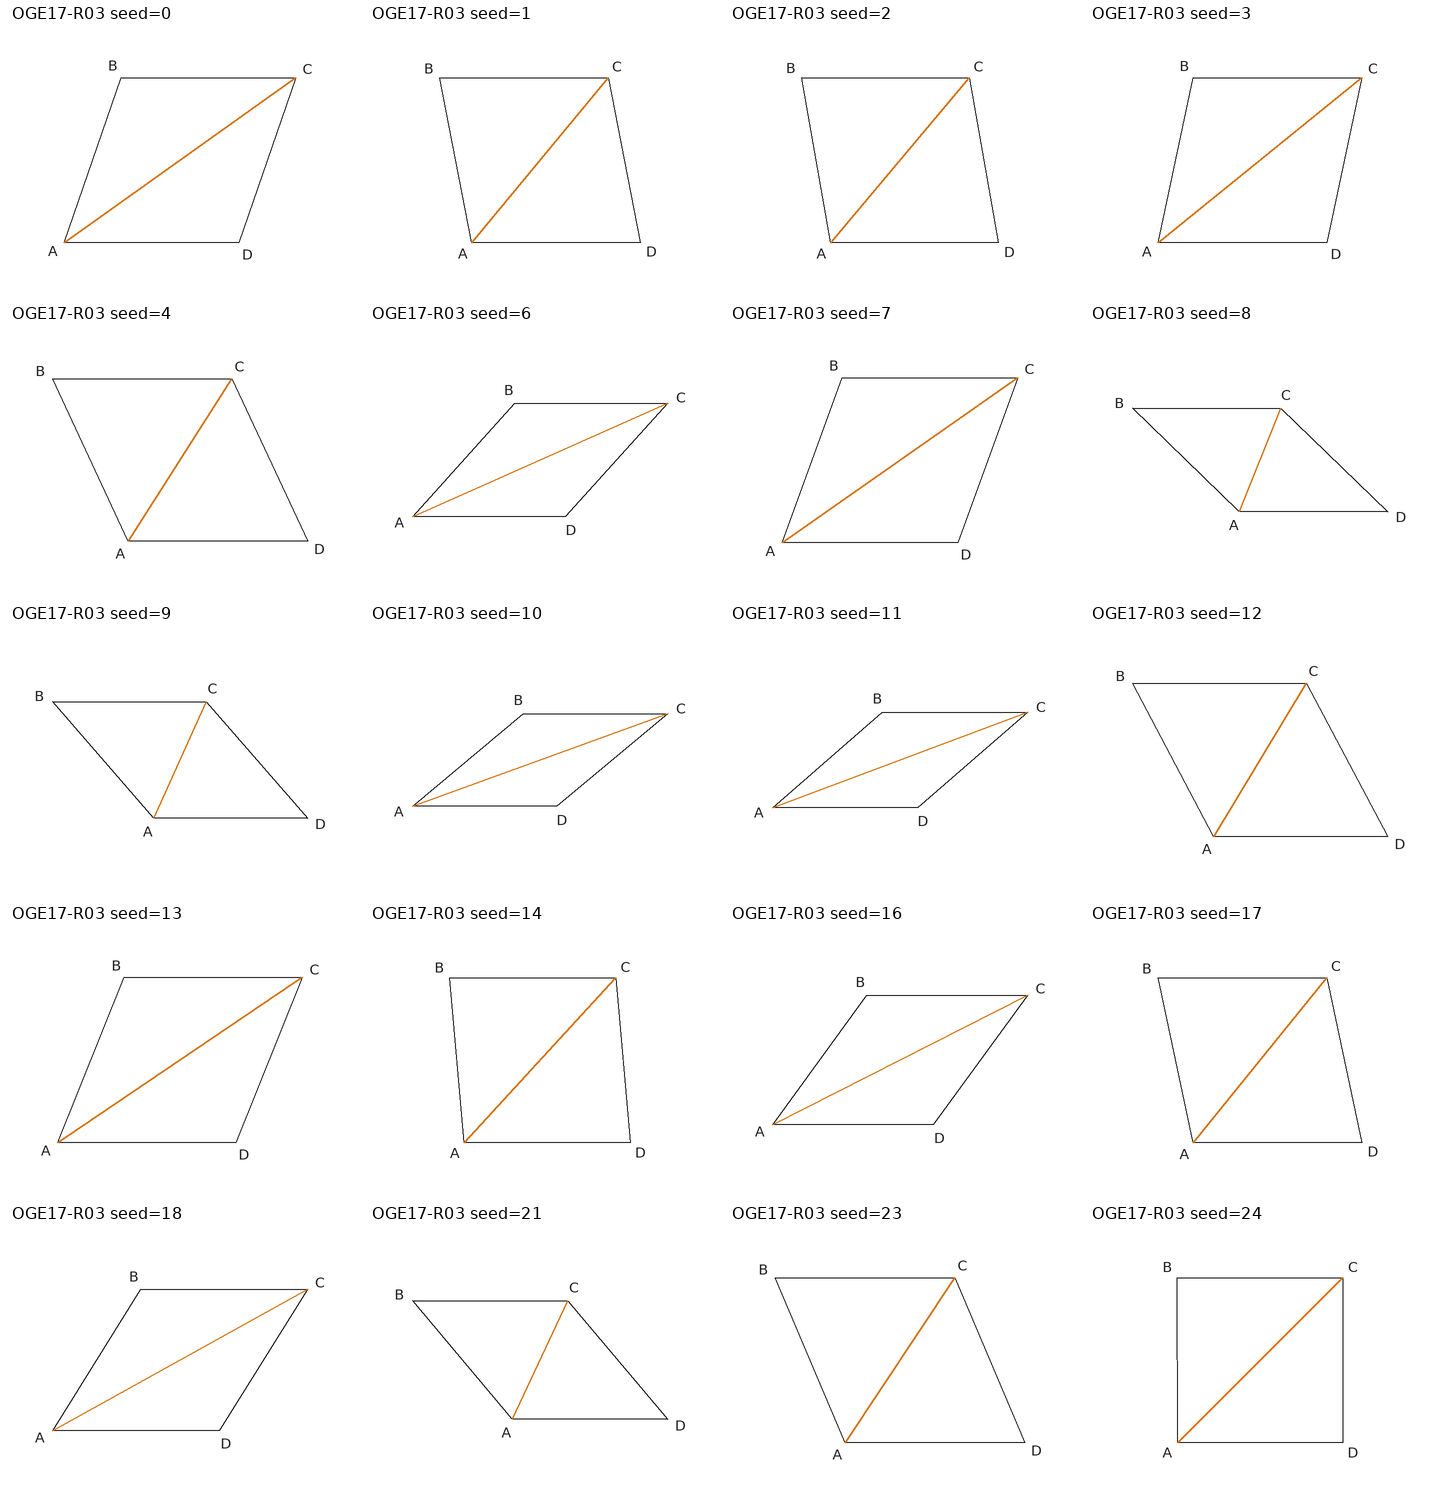 OGE17-R03 seed=0 OGE17-R03 seed=1 OGE17-R03 seed=2 OGE17-R03 seed=3
B C B C B C B C
A D A D A D A D
OGE17-R03 seed=4 OGE17-R03 seed=6 OGE17-R03 seed=7 OGE17-R03 seed=8
B C B C B C B C
A D A D A D A D
OGE17-R03 seed=9 OGE17-R03 seed=10 OGE17-R03 seed=11 OGE17-R03 seed=12
B C B C B C B C
A D A D A D A D
OGE17-R03 seed=13 OGE17-R03 seed=14 OGE17-R03 seed=16 OGE17-R03 seed=17
B C B C B C B C
A D A D A D A D
OGE17-R03 seed=18 OGE17-R03 seed=21 OGE17-R03 seed=23 OGE17-R03 seed=24
B C B C B C B C
A D A D A D A D